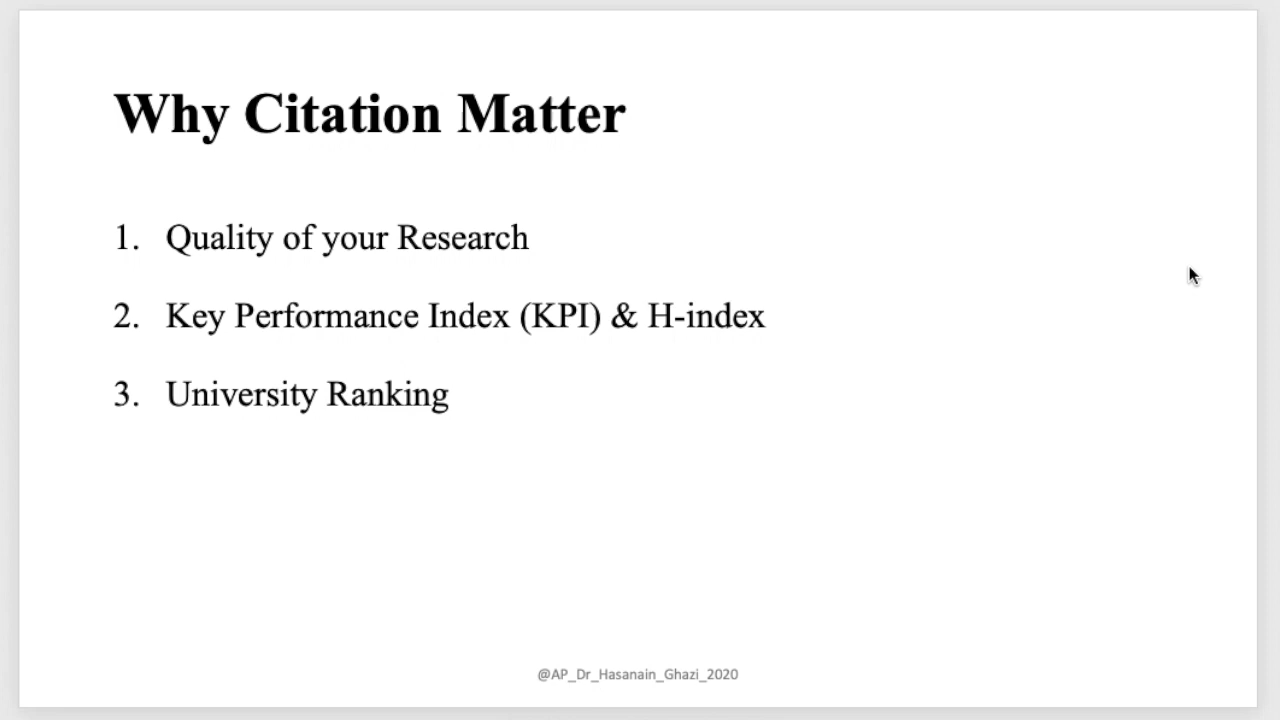 Why Citation Matter
1. Quality of your Research
2. Key Performance Index (KPI) & H-index
3. University Ranking
@AP_Dr_Hasanain_Ghazi_2020